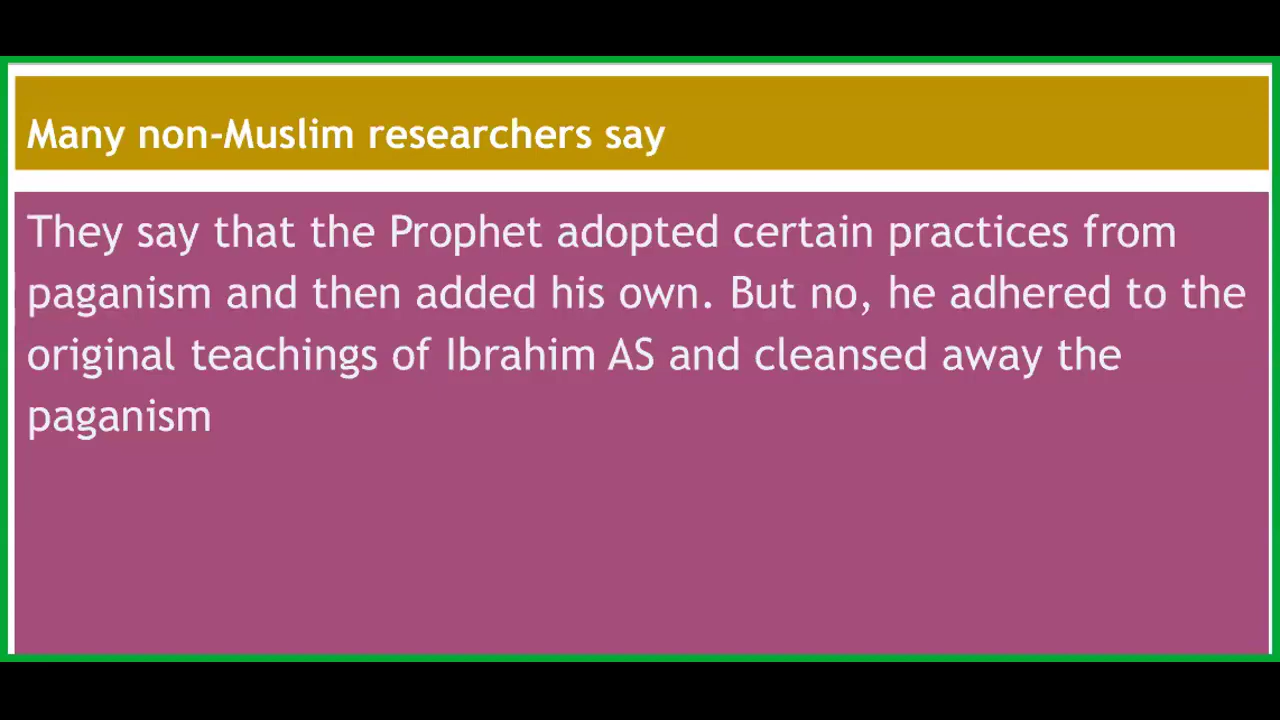 Many non-Muslim researchers say
They say that the Prophet adopted certain practices from
paganism and then added his own. But no, he adhered to the
original teachings of Ibrahim AS and cleansed away the
paganism